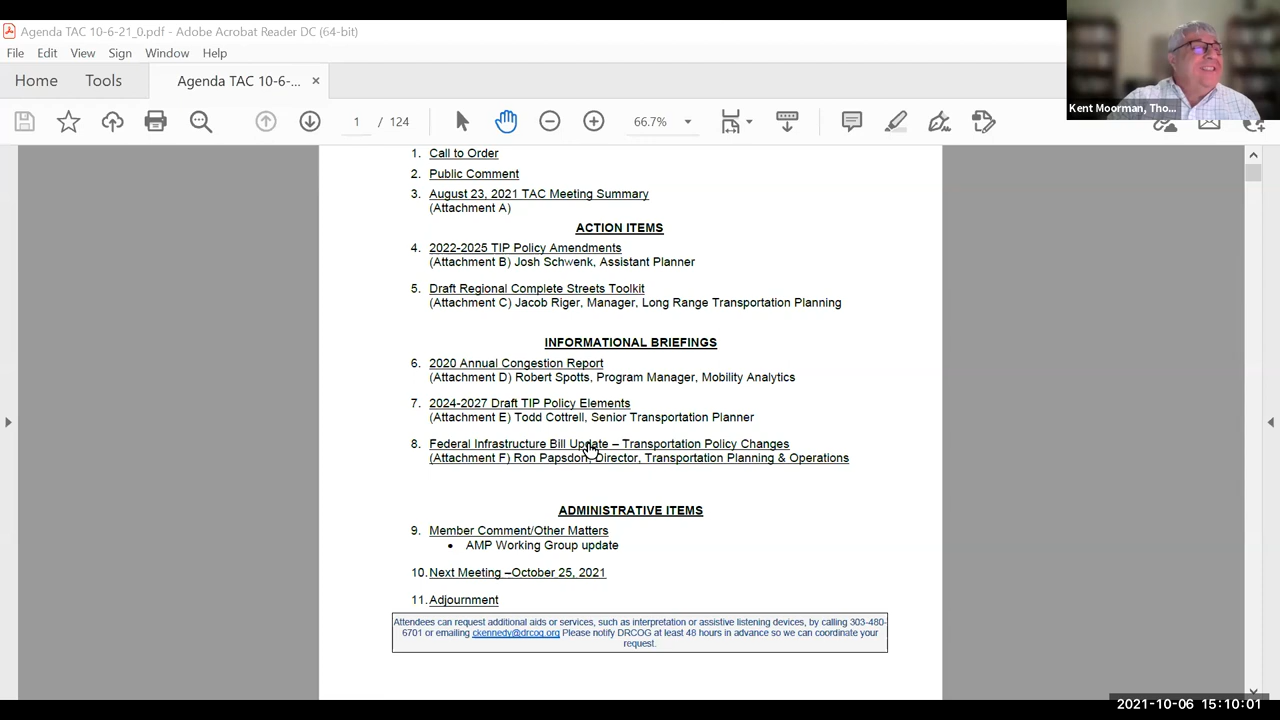 Agenda TAC 10-6-21_0.pdf - Adobe Acrobat Reader DC (64-bit)
File Edit View Sign Window Help
Home Tools Agenda TAC 10-6-... ×
1 / 124 66.7%
Kent Moorman, Tho...
1. Call to Order
2. Public Comment
3. August 23, 2021 TAC Meeting Summary
(Attachment A)
ACTION ITEMS
4. 2022-2025 TIP Policy Amendments
(Attachment B) Josh Schwenk, Assistant Planner
5. Draft Regional Complete Streets Toolkit
(Attachment C) Jacob Riger, Manager, Long Range Transportation Planning
INFORMATIONAL BRIEFINGS
6. 2020 Annual Congestion Report
(Attachment D) Robert Spotts, Program Manager, Mobility Analytics
7. 2024-2027 Draft TIP Policy Elements
(Attachment E) Todd Cottrell, Senior Transportation Planner
8. Federal Infrastructure Bill Update – Transportation Policy Changes
(Attachment F) Ron Papsdorf, Director, Transportation Planning & Operations
ADMINISTRATIVE ITEMS
9. Member Comment/Other Matters
• AMP Working Group update
10. Next Meeting –October 25, 2021
11. Adjournment
Attendees can request additional aids or services, such as interpretation or assistive listening devices, by calling 303-480-
6701 or emailing ckennedy@drcog.org Please notify DRCOG at least 48 hours in advance so we can coordinate your
request.
2021-10-06 15:10:01